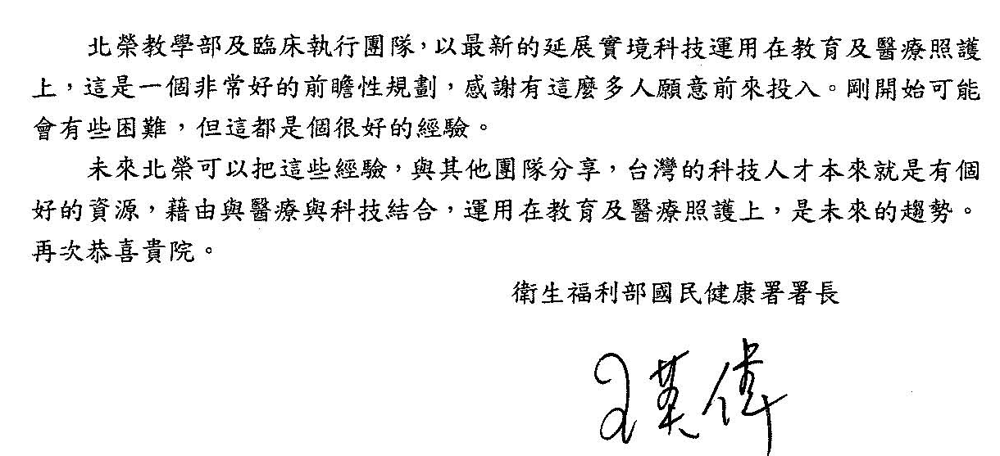 北榮教學部及臨床執行團隊，以最新的延展實境科技運用在教育及醫療照護
上，這是一個非常好的前瞻性規劃，感謝有這麼多人願意前來投入。剛開始可能
會有些困難，但這都是個很好的經驗。
未來北榮可以把這些經驗，與其他團隊分享，台灣的科技人才本來就是有個
好的資源，藉由與醫療與科技結合，運用在教育及醫療照護上，是未來的趨勢。
再次恭喜貴院。
衛生福利部國民健康署署長
王英偉